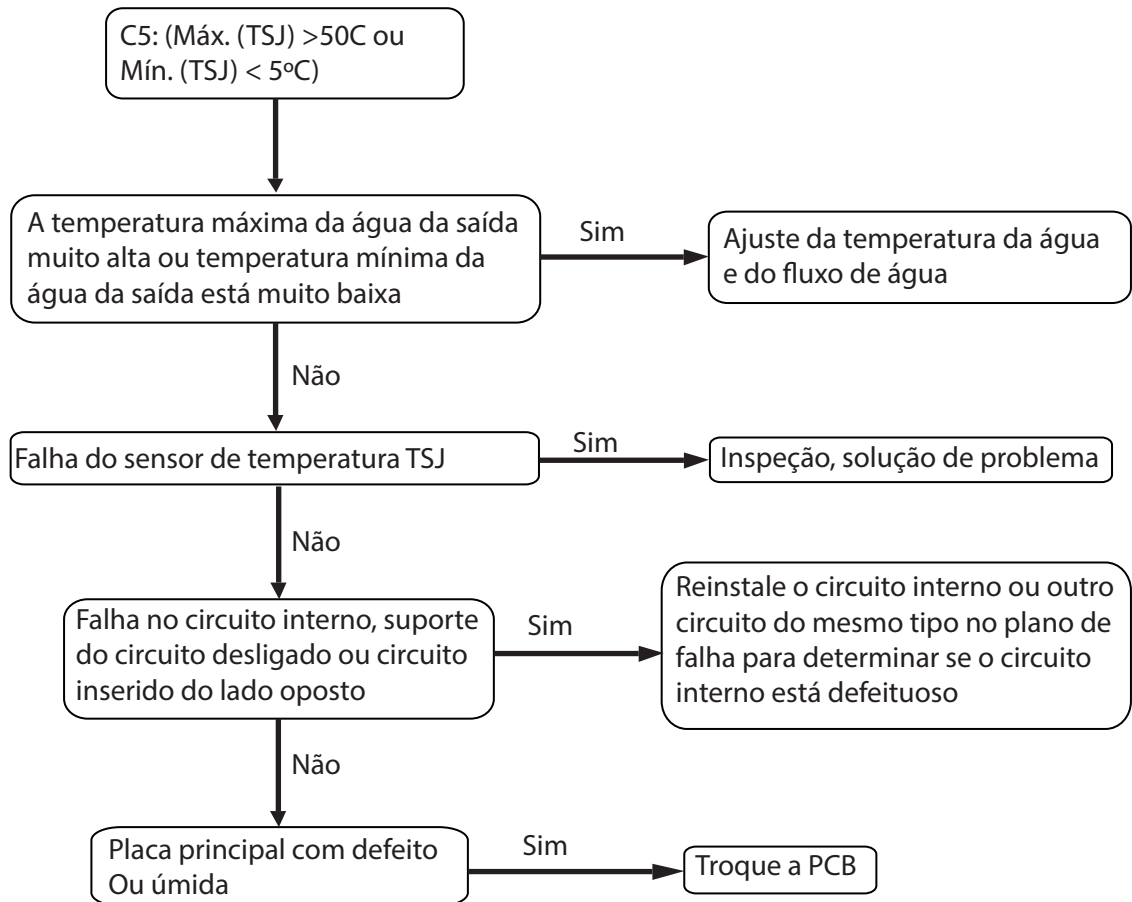 C5: (Máx. (TSJ) >50C ou
Mín. (TSJ) < 5ºC)
A temperatura máxima da água da saída
muito alta ou temperatura mínima da
água da saída está muito baixa
Sim
Ajuste da temperatura da água
e do fluxo de água
Não
Falha do sensor de temperatura TSJ
Sim
Inspeção, solução de problema
Não
Falha no circuito interno, suporte
do circuito desligado ou circuito
inserido do lado oposto
Sim
Reinstale o circuito interno ou outro
circuito do mesmo tipo no plano de
falha para determinar se o circuito
interno está defeituoso
Não
Placa principal com defeito
Ou úmida
Sim
Troque a PCB